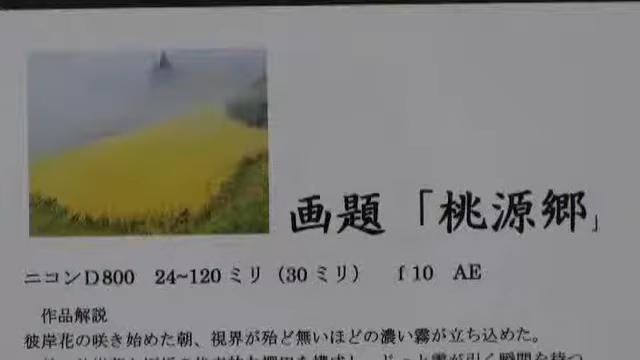 画題「桃源郷」
ニコンD800 24~120ミリ（30ミリ） f10 AE
作品解説
彼岸花の咲き始めた朝、視界が殆ど無いほどの濃い霧が立ち込めた。